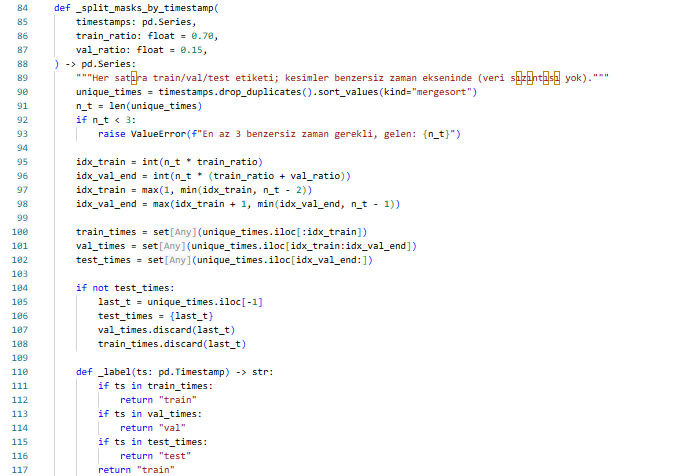 84 def _split_masks_by_timestamp(
85     timestamps: pd.Series,
86     train_ratio: float = 0.70,
87     val_ratio: float = 0.15,
88 ) -> pd.Series:
89     """Her satıra train/val/test etiketi; kesimler benzersiz zaman ekseninde (veri sızıntısı yok)."""
90     unique_times = timestamps.drop_duplicates().sort_values(kind="mergesort")
91     n_t = len(unique_times)
92     if n_t < 3:
93         raise ValueError(f"En az 3 benzersiz zaman gerekli, gelen: {n_t}")
94
95     idx_train = int(n_t * train_ratio)
96     idx_val_end = int(n_t * (train_ratio + val_ratio))
97     idx_train = max(1, min(idx_train, n_t - 2))
98     idx_val_end = max(idx_train + 1, min(idx_val_end, n_t - 1))
99
100     train_times = set[Any](unique_times.iloc[:idx_train])
101     val_times = set[Any](unique_times.iloc[idx_train:idx_val_end])
102     test_times = set[Any](unique_times.iloc[idx_val_end:])
103
104     if not test_times:
105         last_t = unique_times.iloc[-1]
106         test_times = {last_t}
107         val_times.discard(last_t)
108         train_times.discard(last_t)
109
110     def _label(ts: pd.Timestamp) -> str:
111         if ts in train_times:
112             return "train"
113         if ts in val_times:
114             return "val"
115         if ts in test_times:
116             return "test"
117         return "train"